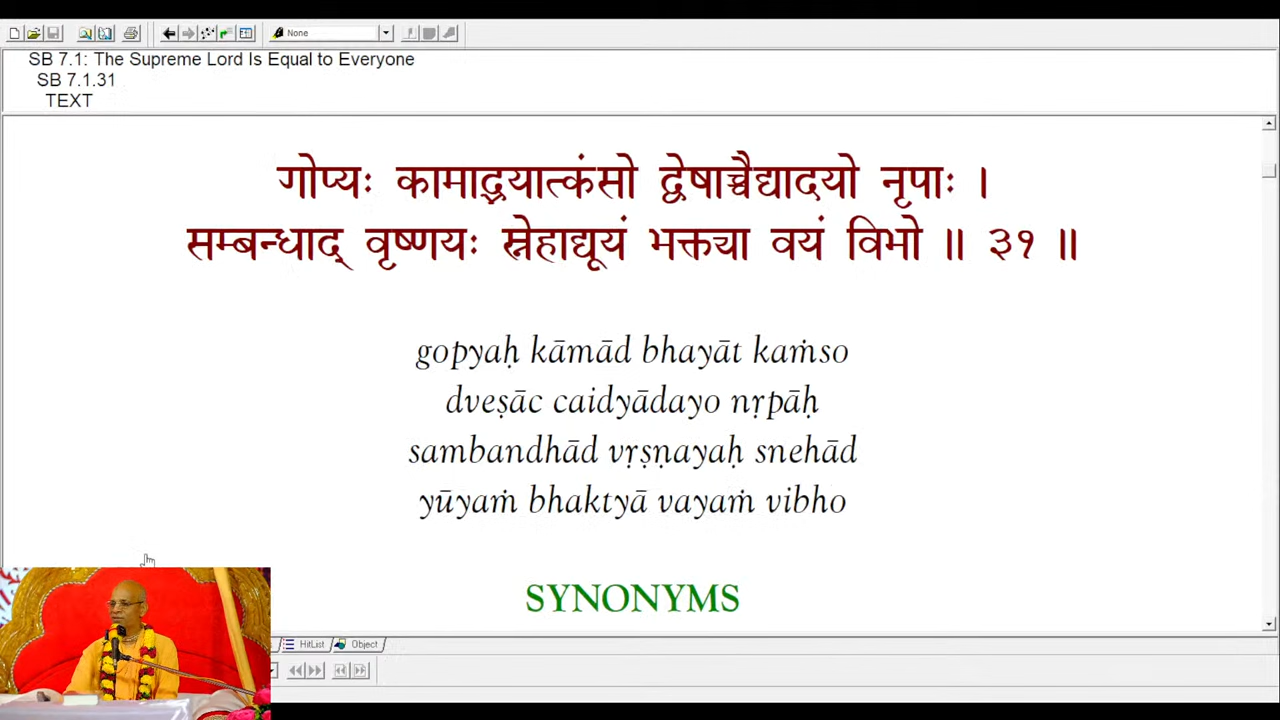 None
SB 7.1: The Supreme Lord Is Equal to Everyone
SB 7.1.31
TEXT
गोप्यः कामाद्भयात्कंसो द्वेषाच्चैद्यादयो नृपाः ।
सम्बन्धाद् वृष्णयः स्नेहाद्यूयं भक्त्या वयं विभो ॥ ३१ ॥
gopyaḥ kāmād bhayāt kaṁso
dveṣāc caidyādayo nṛpāḥ
sambandhād vṛṣṇayaḥ snehād
yūyaṁ bhaktyā vayaṁ vibho
SYNONYMS
HitList Object